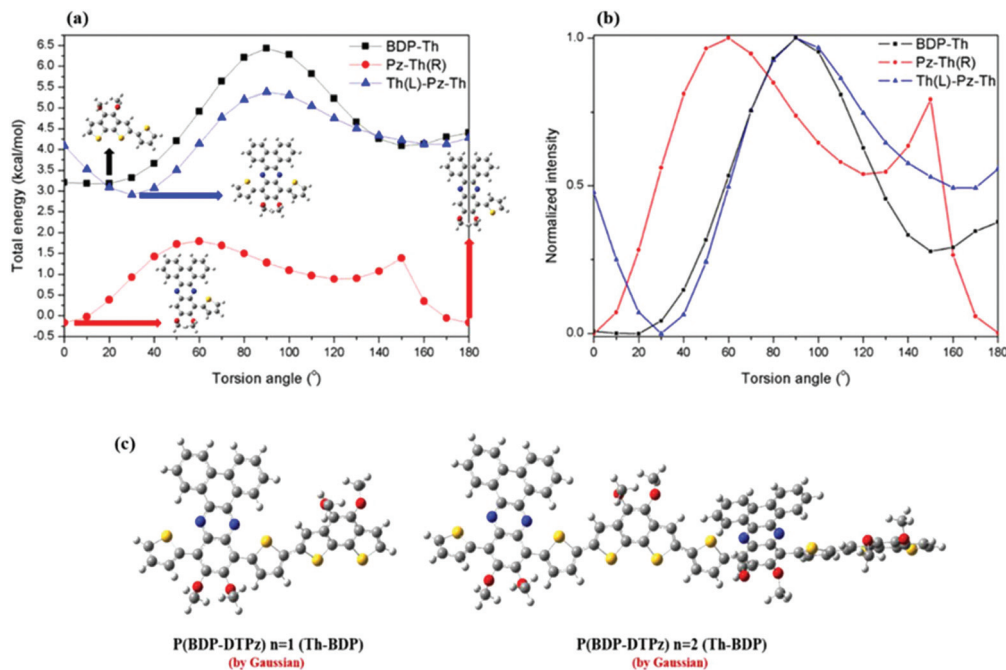 (a)
Total energy (kcal/mol)
6.5
6.0
5.5
5.0
4.5
4.0
3.5
3.0
2.5
2.0
1.5
1.0
0.5
0.0
-0.5
BDP-Th
Pz-Th(R)
Th(L)-Pz-Th
0 20 40 60 80 100 120 140 160 180
Torsion angle (°)
(b)
Normalized intensity
1.0
0.5
0.0
BDP-Th
Pz-Th(R)
Th(L)-Pz-Th
0 20 40 60 80 100 120 140 160 180
Torsion angle (°)
(c)
P(BDP-DTPz) n=1 (Th-BDP)
(by Gaussian)
P(BDP-DTPz) n=2 (Th-BDP)
(by Gaussian)